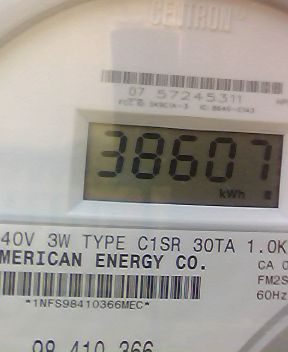 CENTRON
07 57245311
38607
kWh
40V 3W TYPE C1SR 30TA 1.0K
MERICAN ENERGY CO.
CA 0
FM2S
60Hz
*1NFS98410366MEC*
98 410 366